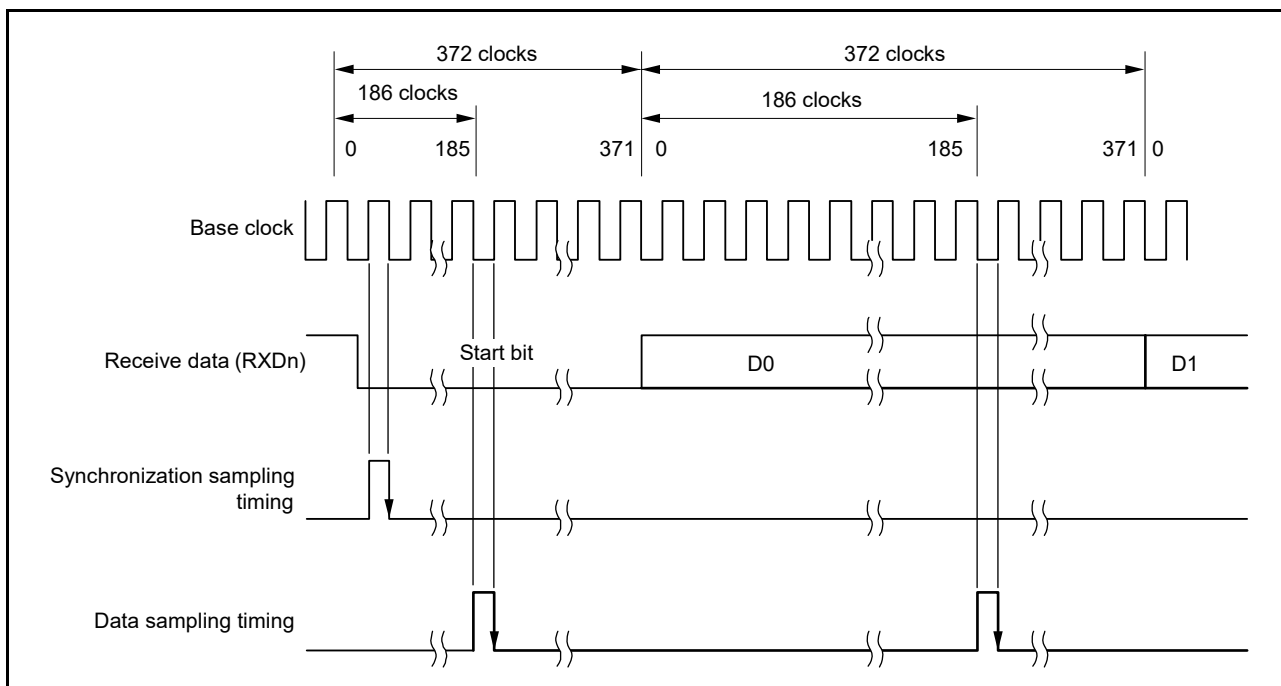 372 clocks
372 clocks
186 clocks
186 clocks
0
185
371
0
185
371
0
Base clock
Receive data (RXDn)
Start bit
D0
D1
Synchronization sampling
timing
Data sampling timing